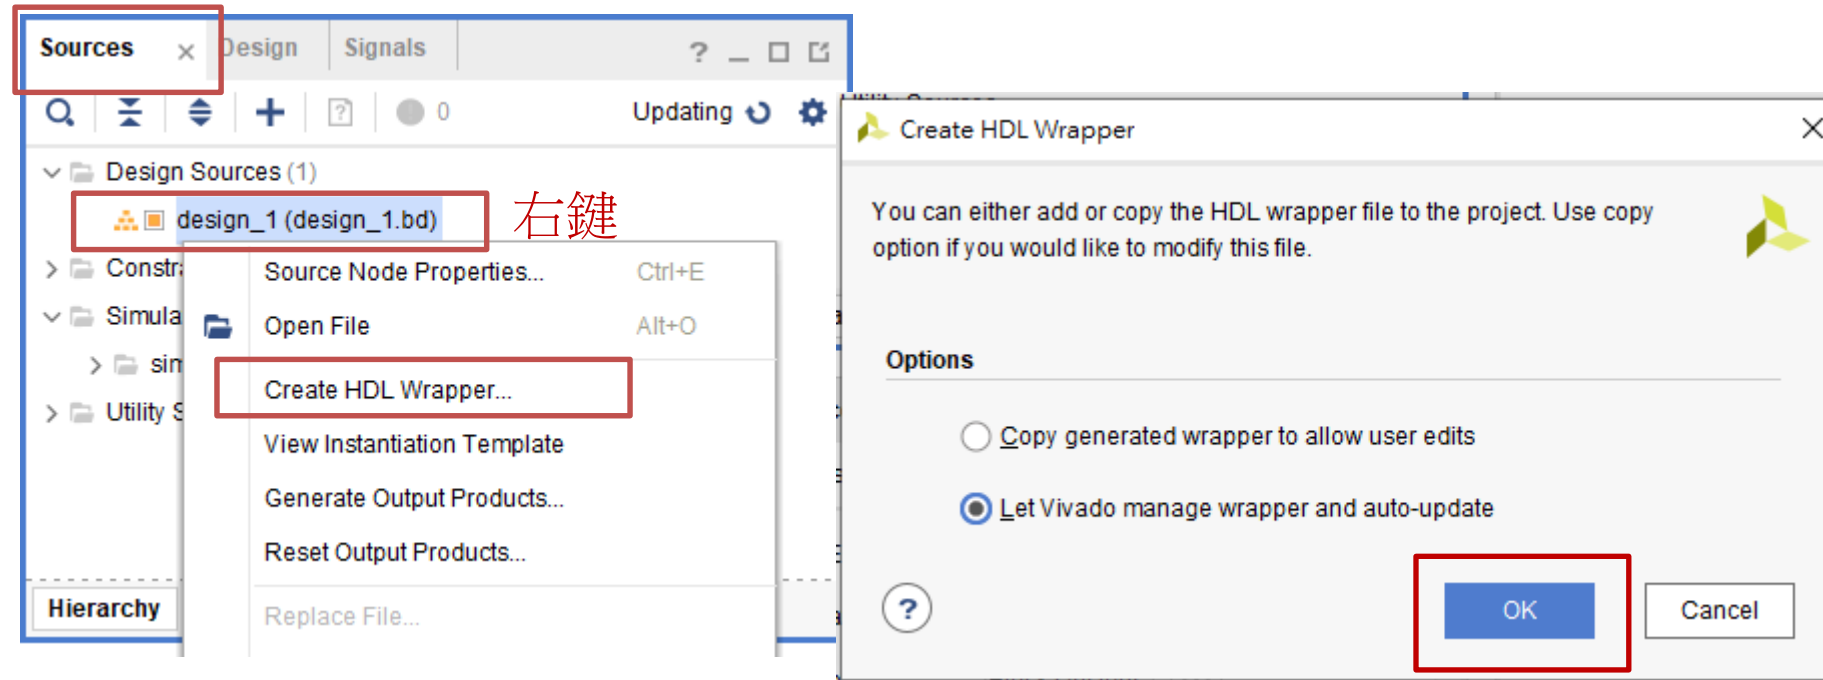 Sources
Design
Signals
?
0
Updating
Design Sources (1)
design_1 (design_1.bd)
右鍵
Source Node Properties...
Ctrl+E
Open File
Alt+O
Create HDL Wrapper...
View Instantiation Template
Generate Output Products...
Reset Output Products...
Replace File...
Hierarchy
Create HDL Wrapper
You can either add or copy the HDL wrapper file to the project. Use copy
option if you would like to modify this file.
Options
Copy generated wrapper to allow user edits
Let Vivado manage wrapper and auto-update
?
OK
Cancel